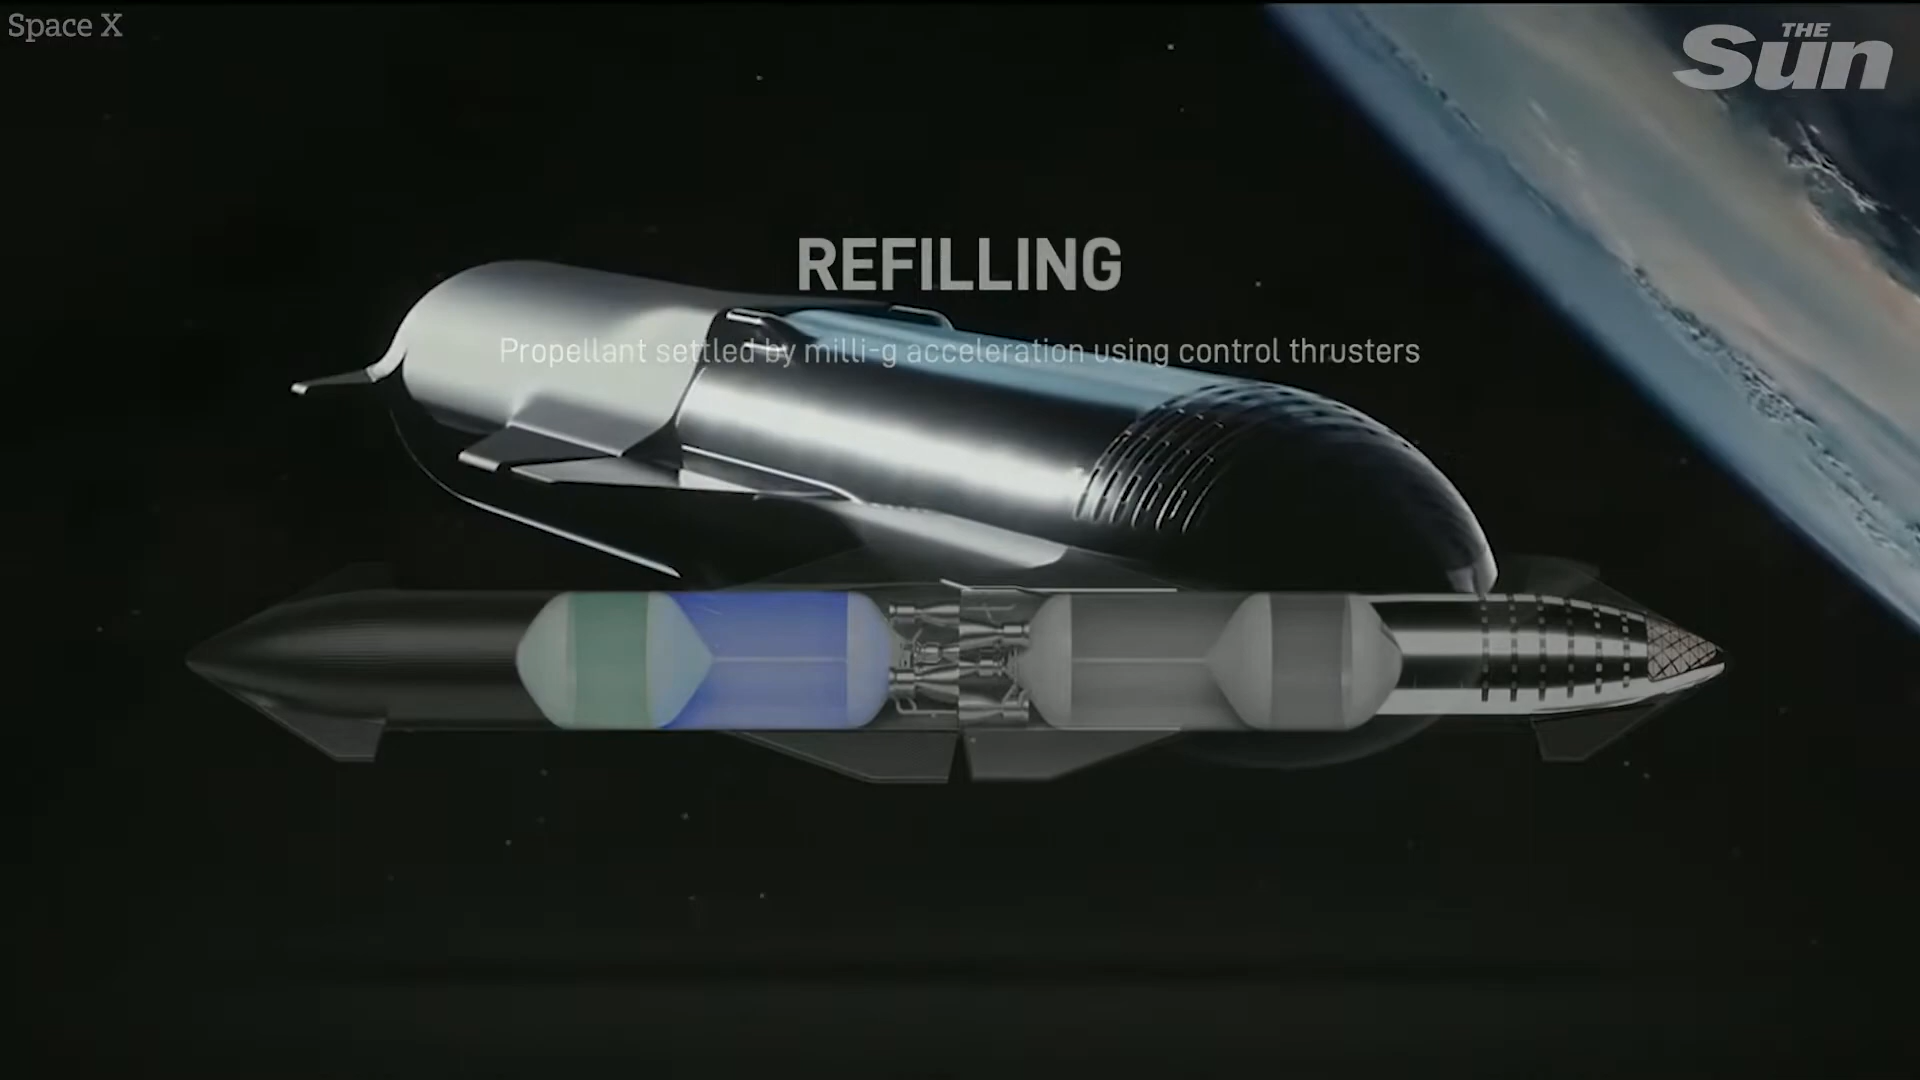 Space X
THE
Sun
REFILLING
Propellant settled by milli-g acceleration using control thrusters